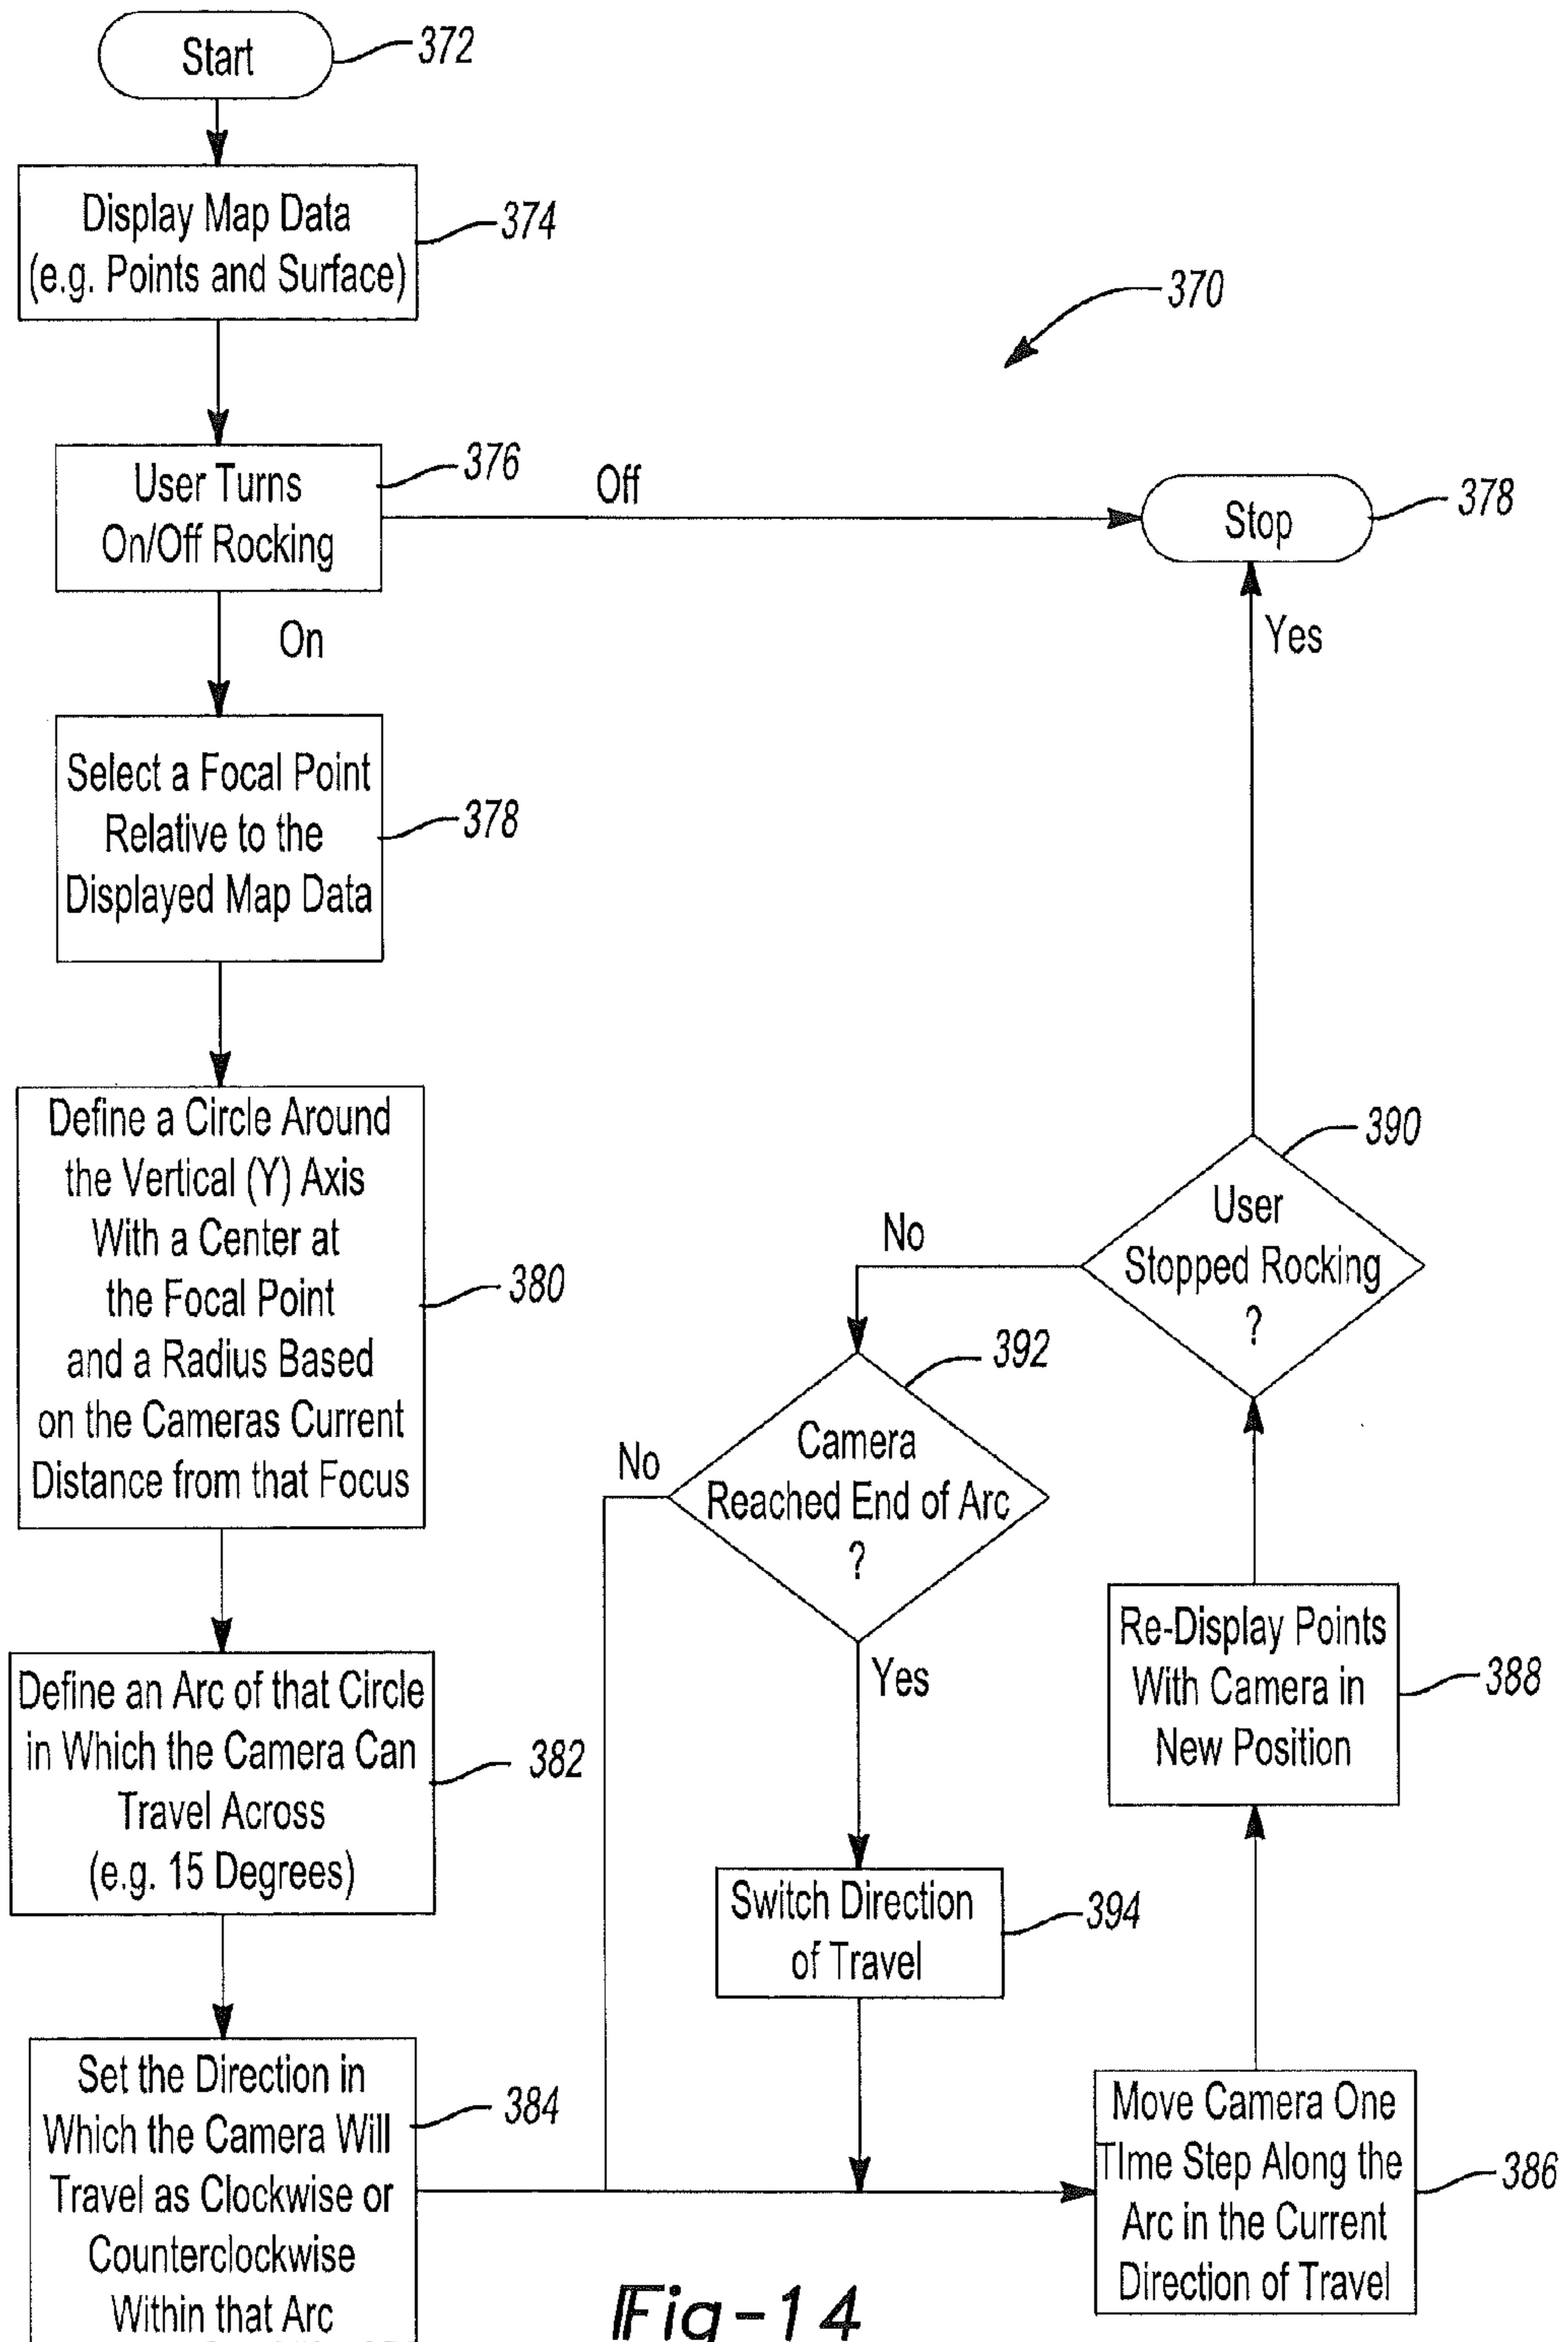 Start
372
Display Map Data
(e.g. Points and Surface)
374
370
User Turns
On/Off Rocking
376
Off
Stop
378
On
Yes
Select a Focal Point
Relative to the
Displayed Map Data
378
Define a Circle Around
the Vertical (Y) Axis
With a Center at
the Focal Point
and a Radius Based
on the Cameras Current
Distance from that Focus
380
User
Stopped Rocking
?
390
No
Camera
Reached End of Arc
?
392
No
Yes
Define an Arc of that Circle
in Which the Camera Can
Travel Across
(e.g. 15 Degrees)
382
Re-Display Points
With Camera in
New Position
388
Switch Direction
of Travel
394
Set the Direction in
Which the Camera Will
Travel as Clockwise or
Counterclockwise
Within that Arc
384
Move Camera One
TIme Step Along the
Arc in the Current
Direction of Travel
386
Fig-14